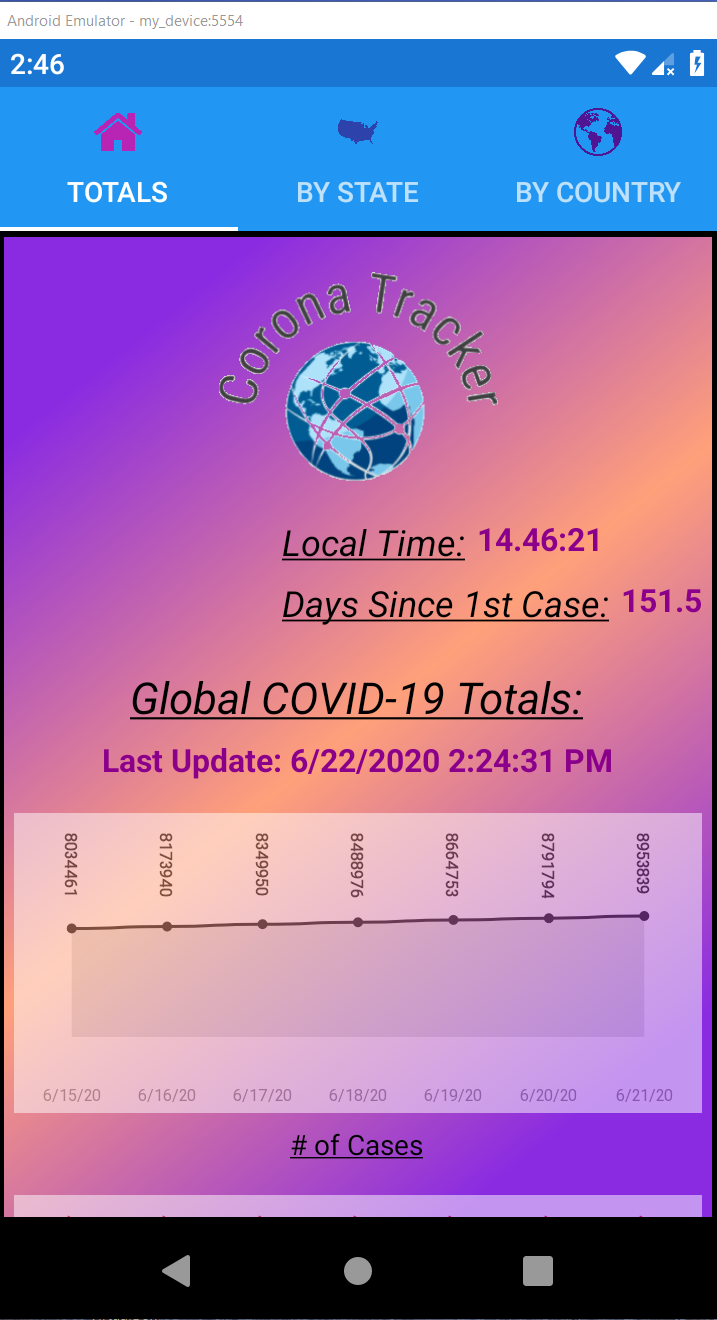 Android Emulator - my_device:5554
2:46
TOTALS
BY STATE
BY COUNTRY
Corona Tracker
Local Time: 14.46:21
Days Since 1st Case: 151.5
Global COVID-19 Totals:
Last Update: 6/22/2020 2:24:31 PM
8034461 8173940 8349950 8488976 8664753 8791794 8953839
6/15/20 6/16/20 6/17/20 6/18/20 6/19/20 6/20/20 6/21/20
# of Cases